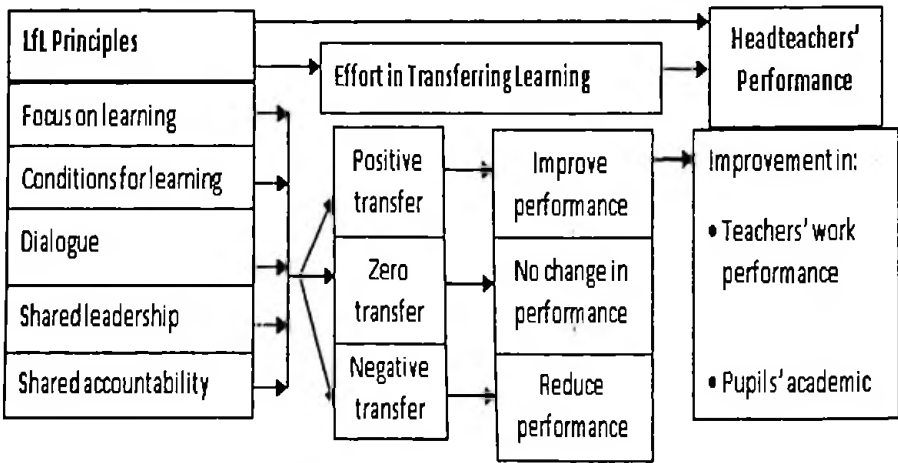 LfL Principles
Focus on learning
Conditions for learning
Dialogue
Shared leadership
Shared accountability
Effort in Transferring Learning
Positive
transfer
Zero
transfer
Negative
transfer
Improve
performance
No change in
performance
Reduce
performance
Headteachers'
Performance
Improvement in:
• Teachers' work
performance
• Pupils' academic